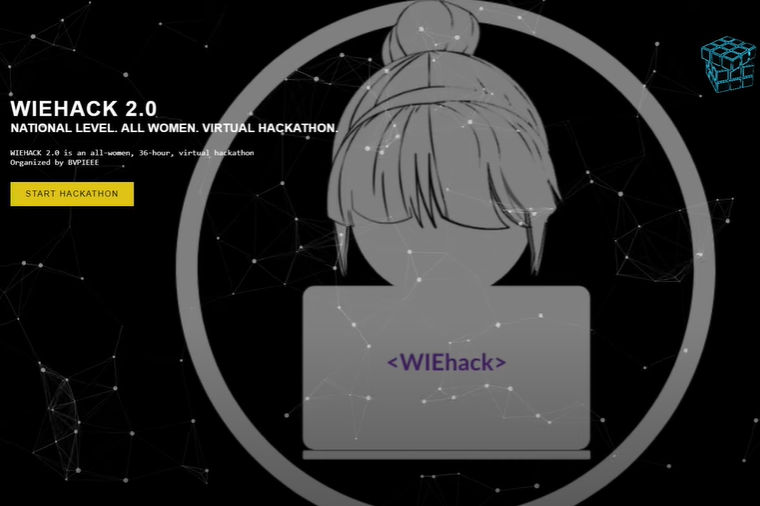 WIEHACK 2.0
NATIONAL LEVEL. ALL WOMEN. VIRTUAL HACKATHON.
WIEHACK 2.0 is an all-women, 36-hour, virtual hackathon
Organized by BVPIEEE
START HACKATHON
<WIEhack>